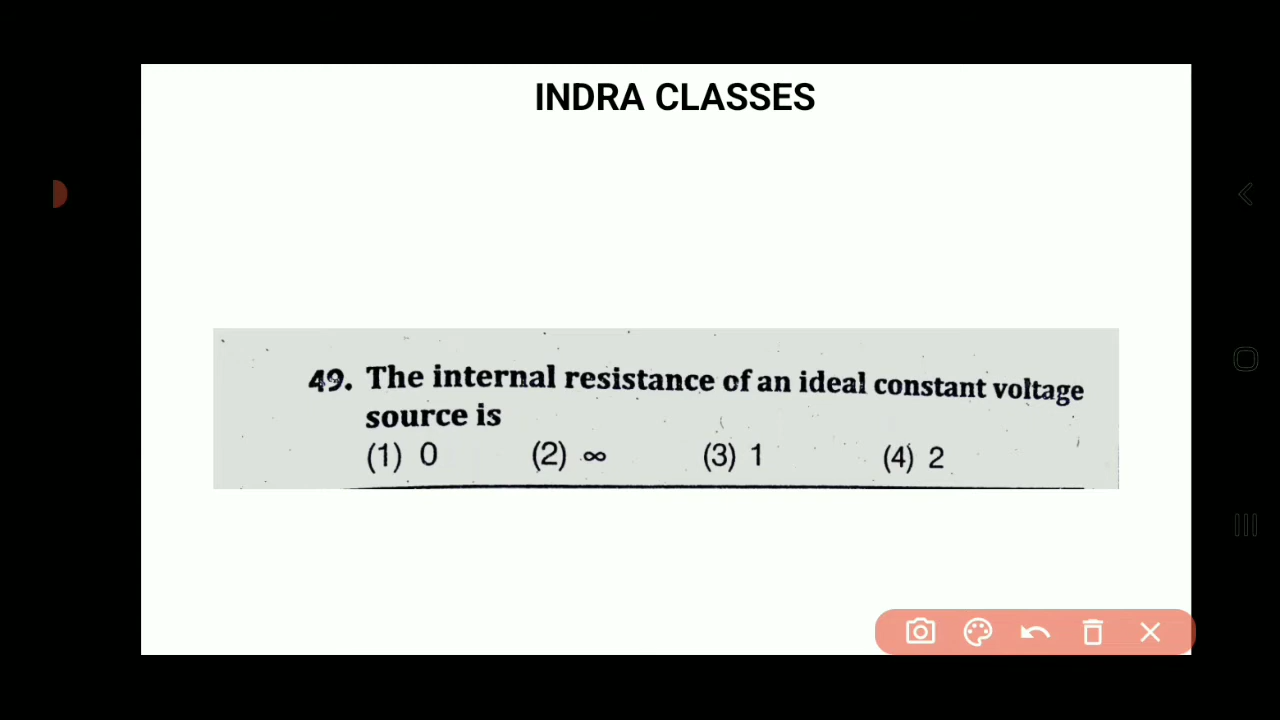 INDRA CLASSES
49. The internal resistance of an ideal constant voltage
source is
(1) 0 (2) ∞ (3) 1 (4) 2